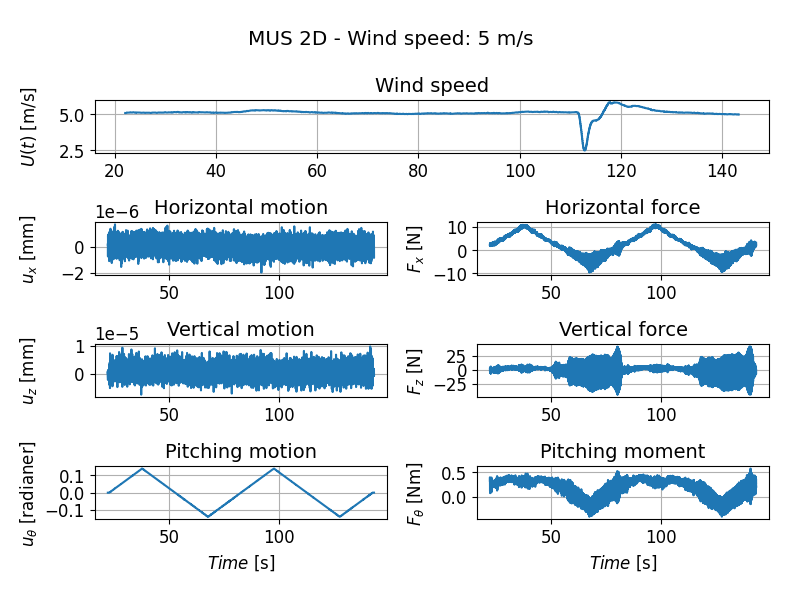 MUS 2D - Wind speed: 5 m/s
Wind speed
U(t) [m/s]
5.0
2.5
20 40 60 80 100 120 140
1e−6 Horizontal motion
u_x [mm]
0
−2
50 100
Horizontal force
F_x [N]
10
0
−10
50 100
1e−5 Vertical motion
u_z [mm]
1
0
50 100
Vertical force
F_z [N]
25
0
−25
50 100
Pitching motion
u_θ [radianer]
0.1
0.0
−0.1
50 100
Time [s]
Pitching moment
F_θ [Nm]
0.5
0.0
50 100
Time [s]